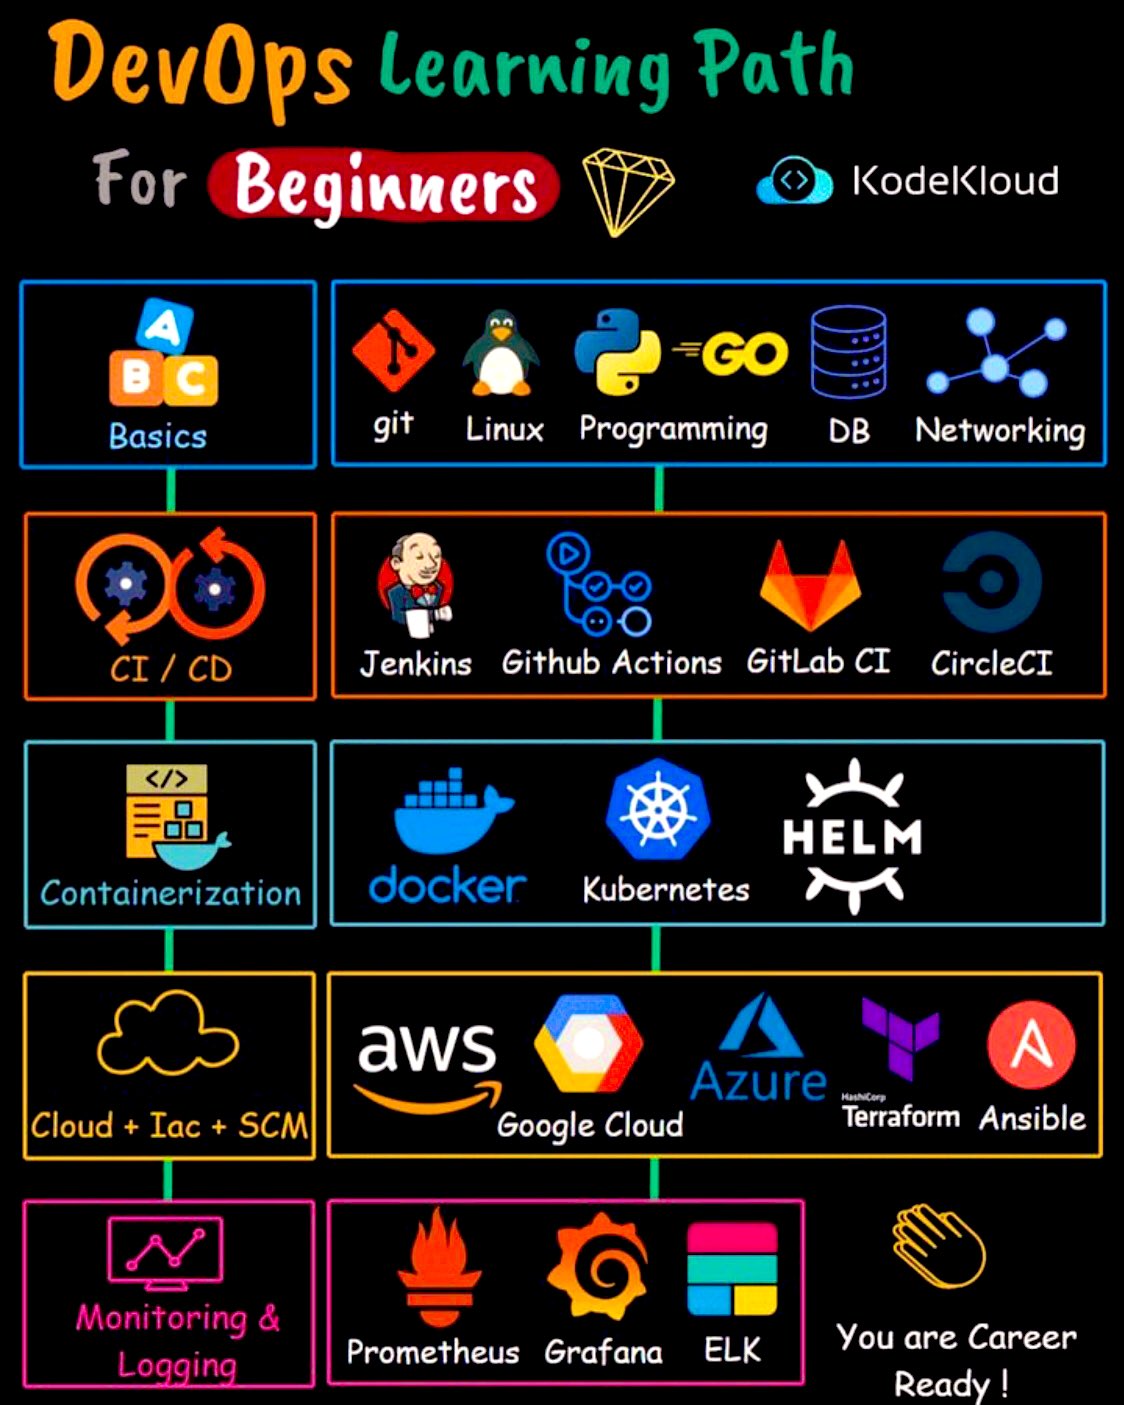 DevOps Learning Path
For Beginners
KodeKloud
A
B C
Basics
git
Linux
Programming
GO
DB
Networking
CI / CD
Jenkins
Github Actions
GitLab CI
CircleCI
</>
Containerization
docker
Kubernetes
HELM
Cloud + Iac + SCM
aws
Google Cloud
Azure
HashiCorp
Terraform
A
Ansible
Monitoring &
Logging
Prometheus
Grafana
ELK
You are Career
Ready !